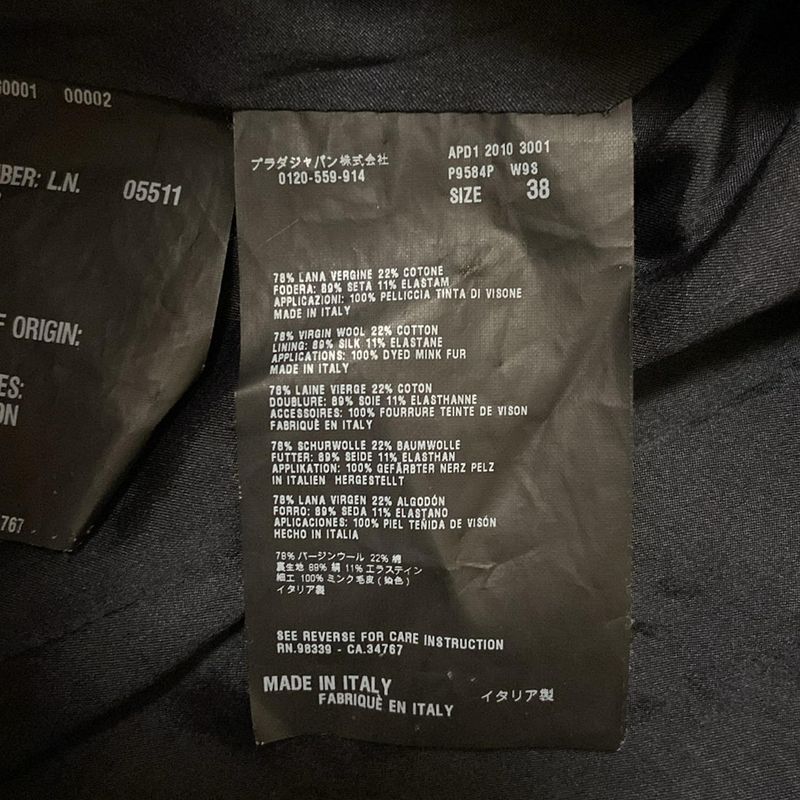 0001 00002
BER: L.N. 05511
F ORIGIN:
ES:
ON
767
プラダジャパン株式会社
0120-559-914
APD1 2010 3001
P9584P W9S
SIZE 38
78% LANA VERGINE 22% COTONE
FODERA: 89% SETA 11% ELASTAM
APPLICAZIONI: 100% PELLICCIA TINTA DI VISONE
MADE IN ITALY
78% VIRGIN WOOL 22% COTTON
LINING: 89% SILK 11% ELASTANE
APPLICATIONS: 100% DYED MINK FUR
MADE IN ITALY
78% LAINE VIERGE 22% COTON
DOUBLURE: 89% SOIE 11% ELASTHANNE
ACCESSOIRES: 100% FOURRURE TEINTE DE VISON
FABRIQUÉ EN ITALY
78% SCHURWOLLE 22% BAUMWOLLE
FUTTER: 89% SEIDE 11% ELASTHAN
APPLIKATION: 100% GEFÄRBTER NERZ PELZ
IN ITALIEN HERGESTELLT
78% LANA VIRGEN 22% ALGODÓN
FORRO: 89% SEDA 11% ELASTANO
APLICACIONES: 100% PIEL TEÑIDA DE VISÓN
HECHO IN ITALIA
78% バージンウール 22% 綿
裏生地 89% 絹 11% エラステイン
細工 100% ミンク毛皮(染色)
イタリア製
SEE REVERSE FOR CARE INSTRUCTION
RN.98339 - CA.34767
MADE IN ITALY
FABRIQUÈ EN ITALY
イタリア製